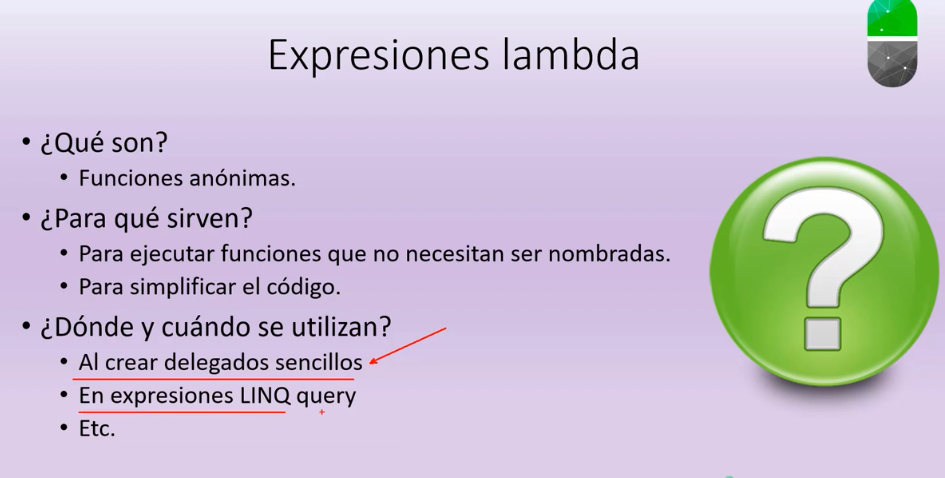 Expresiones lambda
• ¿Qué son?
• Funciones anónimas.
• ¿Para qué sirven?
• Para ejecutar funciones que no necesitan ser nombradas.
• Para simplificar el código.
• ¿Dónde y cuándo se utilizan?
• Al crear delegados sencillos
• En expresiones LINQ query
• Etc.